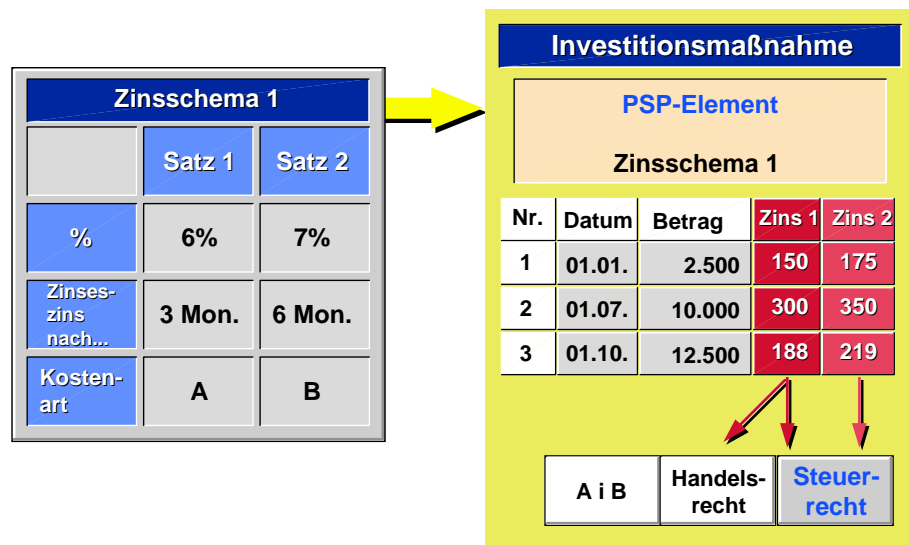 Zinsschema 1
Satz 1 Satz 2
% 6% 7%
Zinses-
zins
nach... 3 Mon. 6 Mon.
Kosten-
art A B
Investitionsmaßnahme
PSP-Element
Zinsschema 1
Nr. Datum Betrag Zins 1 Zins 2
1 01.01. 2.500 150 175
2 01.07. 10.000 300 350
3 01.10. 12.500 188 219
A i B
Handels-
recht
Steuer-
recht